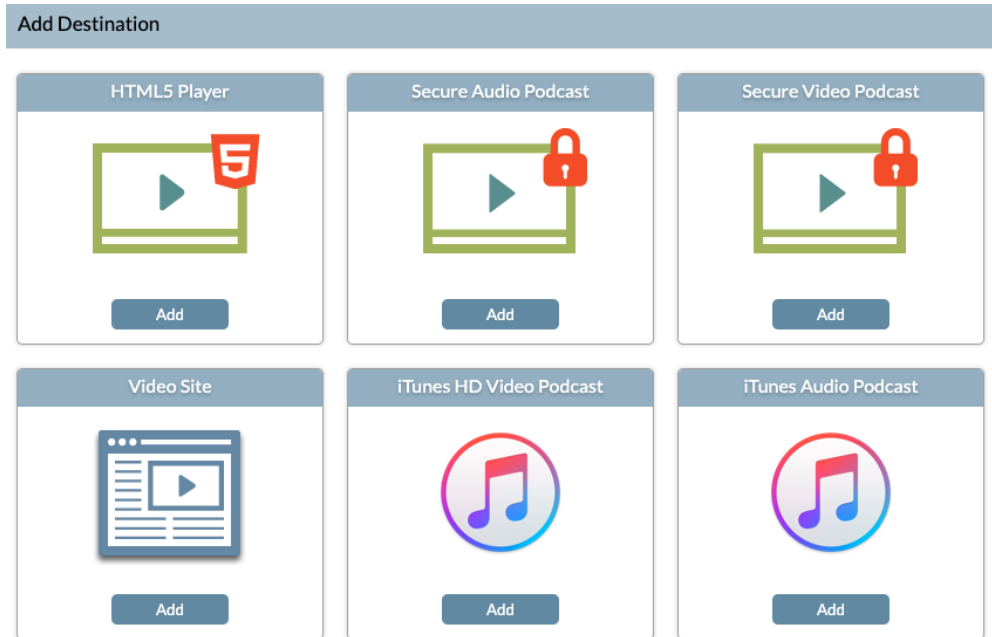 Add Destination
HTML5 Player
Secure Audio Podcast
Secure Video Podcast
5
Add
Add
Add
Video Site
iTunes HD Video Podcast
iTunes Audio Podcast
Add
Add
Add